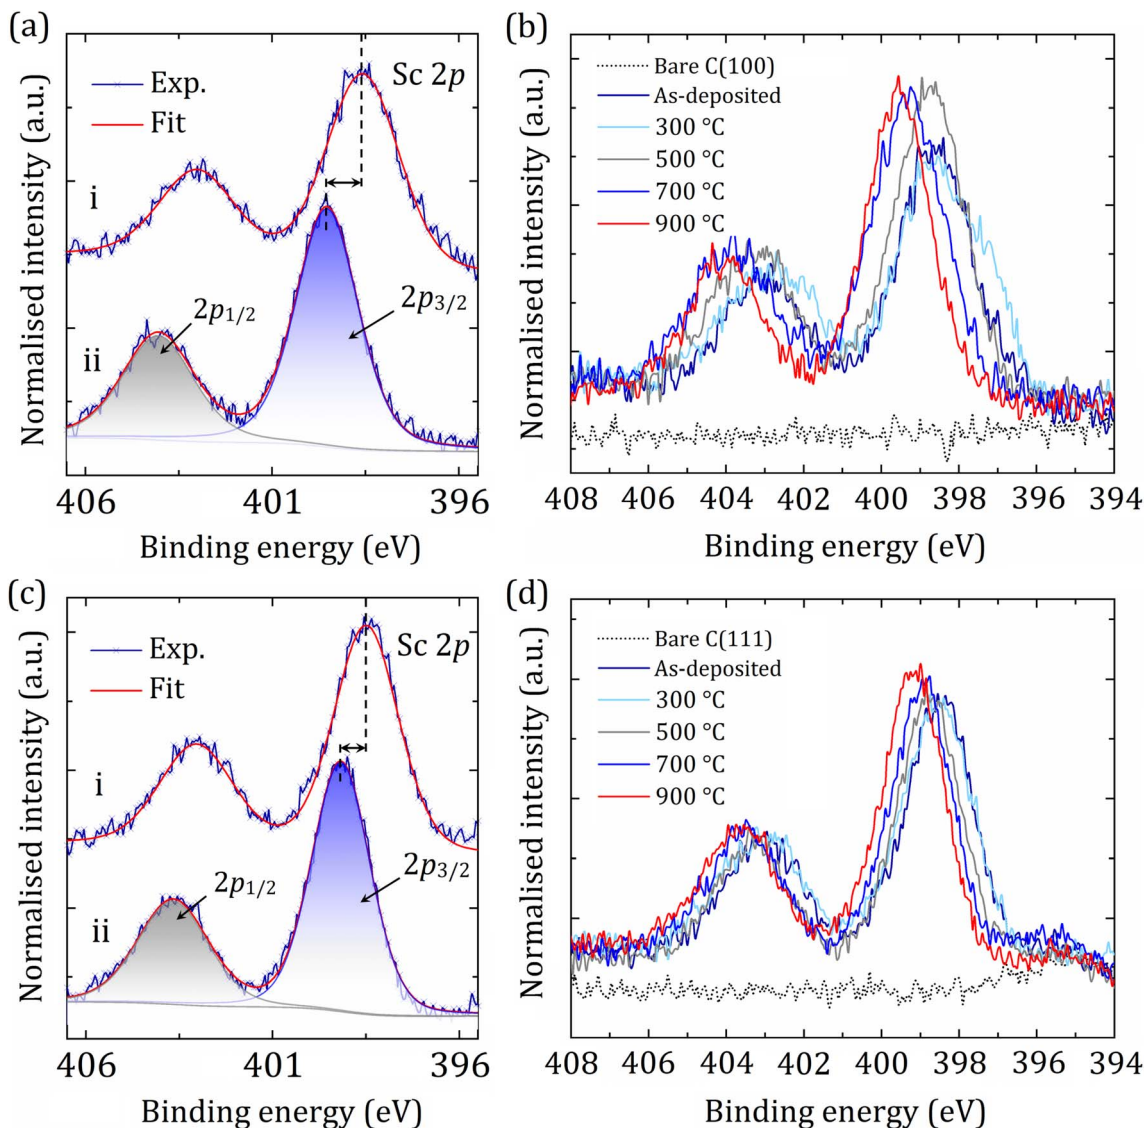 (a)
Normalised intensity (a.u.)
Exp.
Fit
Sc 2p
i
ii
2p1/2
2p3/2
406
401
396
Binding energy (eV)
(b)
Normalised intensity (a.u.)
Bare C(100)
As-deposited
300 °C
500 °C
700 °C
900 °C
408
406
404
402
400
398
396
394
Binding energy (eV)
(c)
Normalised intensity (a.u.)
Exp.
Fit
Sc 2p
i
ii
2p1/2
2p3/2
406
401
396
Binding energy (eV)
(d)
Normalised intensity (a.u.)
Bare C(111)
As-deposited
300 °C
500 °C
700 °C
900 °C
408
406
404
402
400
398
396
394
Binding energy (eV)